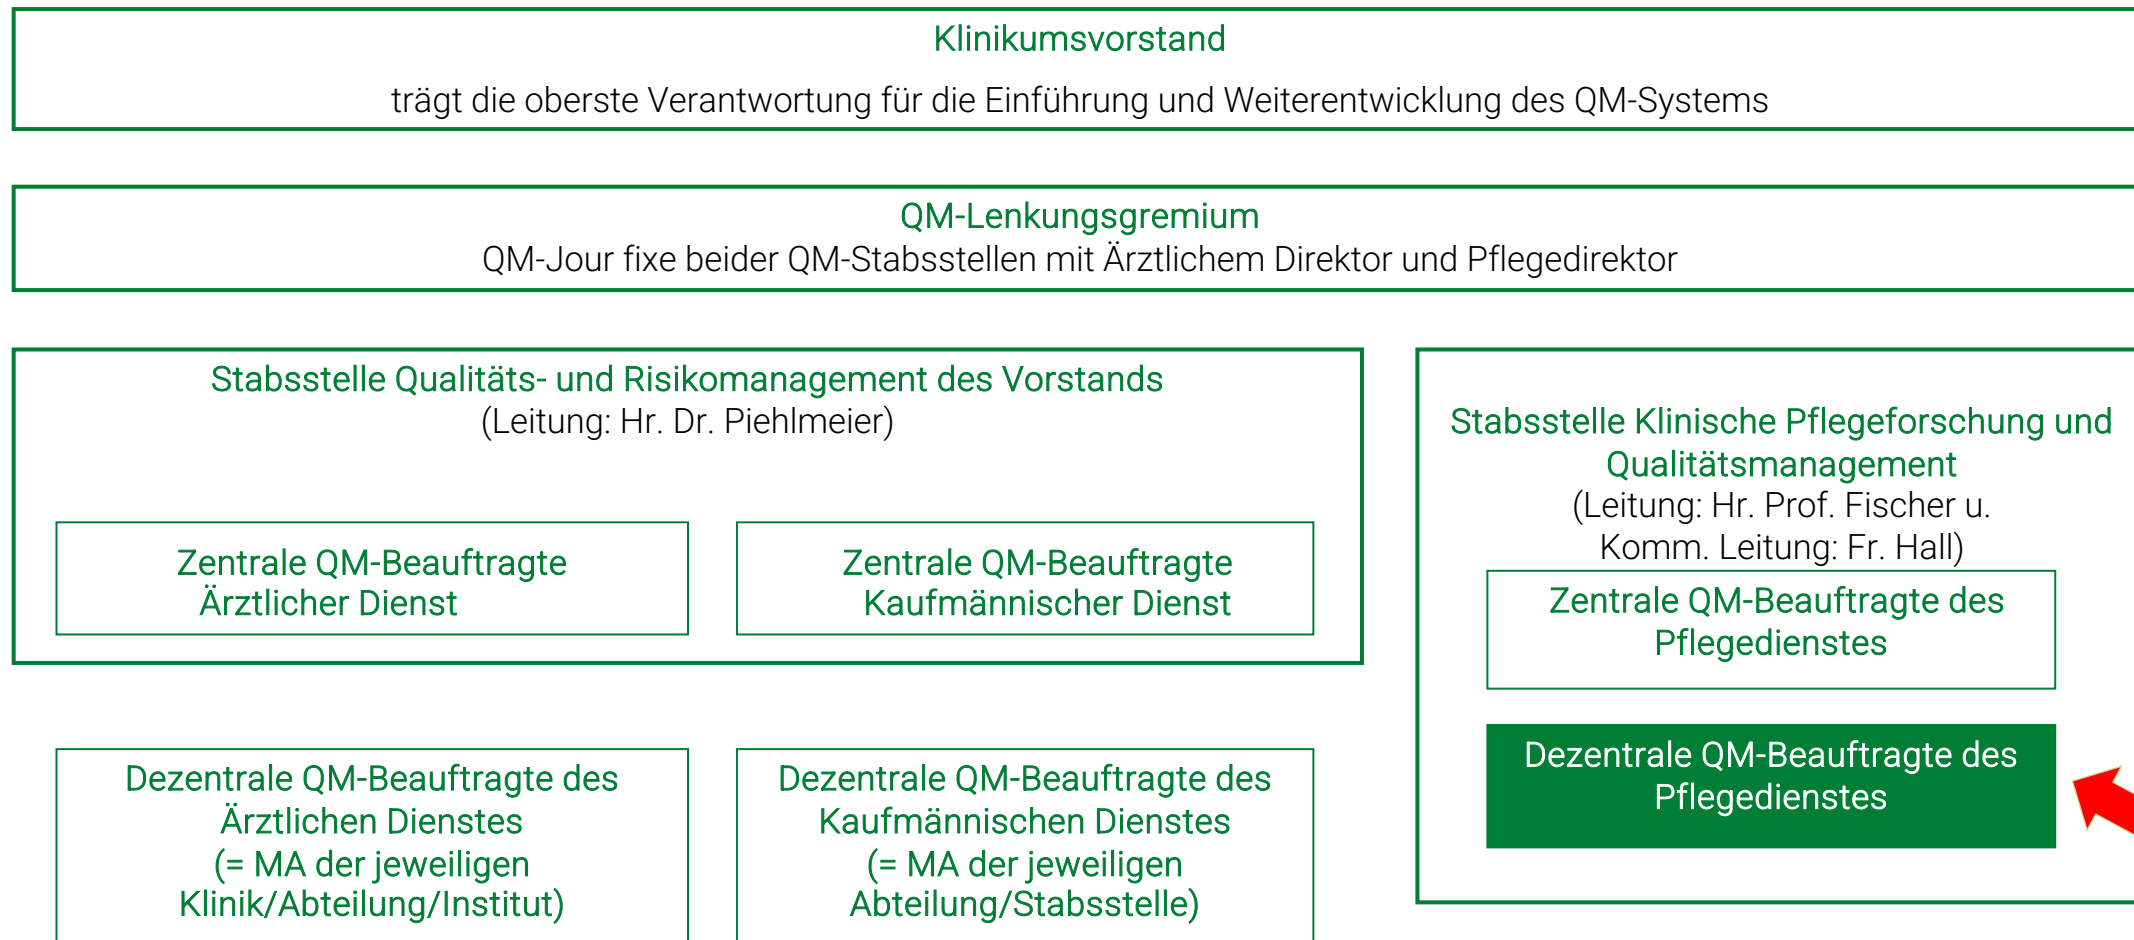 Klinikumsvorstand
trägt die oberste Verantwortung für die Einführung und Weiterentwicklung des QM-Systems
QM-Lenkungsgremium
QM-Jour fixe beider QM-Stabsstellen mit Ärztlichem Direktor und Pflegedirektor
Stabsstelle Qualitäts- und Risikomanagement des Vorstands
(Leitung: Hr. Dr. Piehlmeier)
Zentrale QM-Beauftragte
Ärztlicher Dienst
Zentrale QM-Beauftragte
Kaufmännischer Dienst
Stabsstelle Klinische Pflegeforschung und
Qualitätsmanagement
(Leitung: Hr. Prof. Fischer u.
Komm. Leitung: Fr. Hall)
Zentrale QM-Beauftragte des
Pflegedienstes
Dezentrale QM-Beauftragte des
Pflegedienstes
Dezentrale QM-Beauftragte des
Ärztlichen Dienstes
(= MA der jeweiligen
Klinik/Abteilung/Institut)
Dezentrale QM-Beauftragte des
Kaufmännischen Dienstes
(= MA der jeweiligen
Abteilung/Stabsstelle)